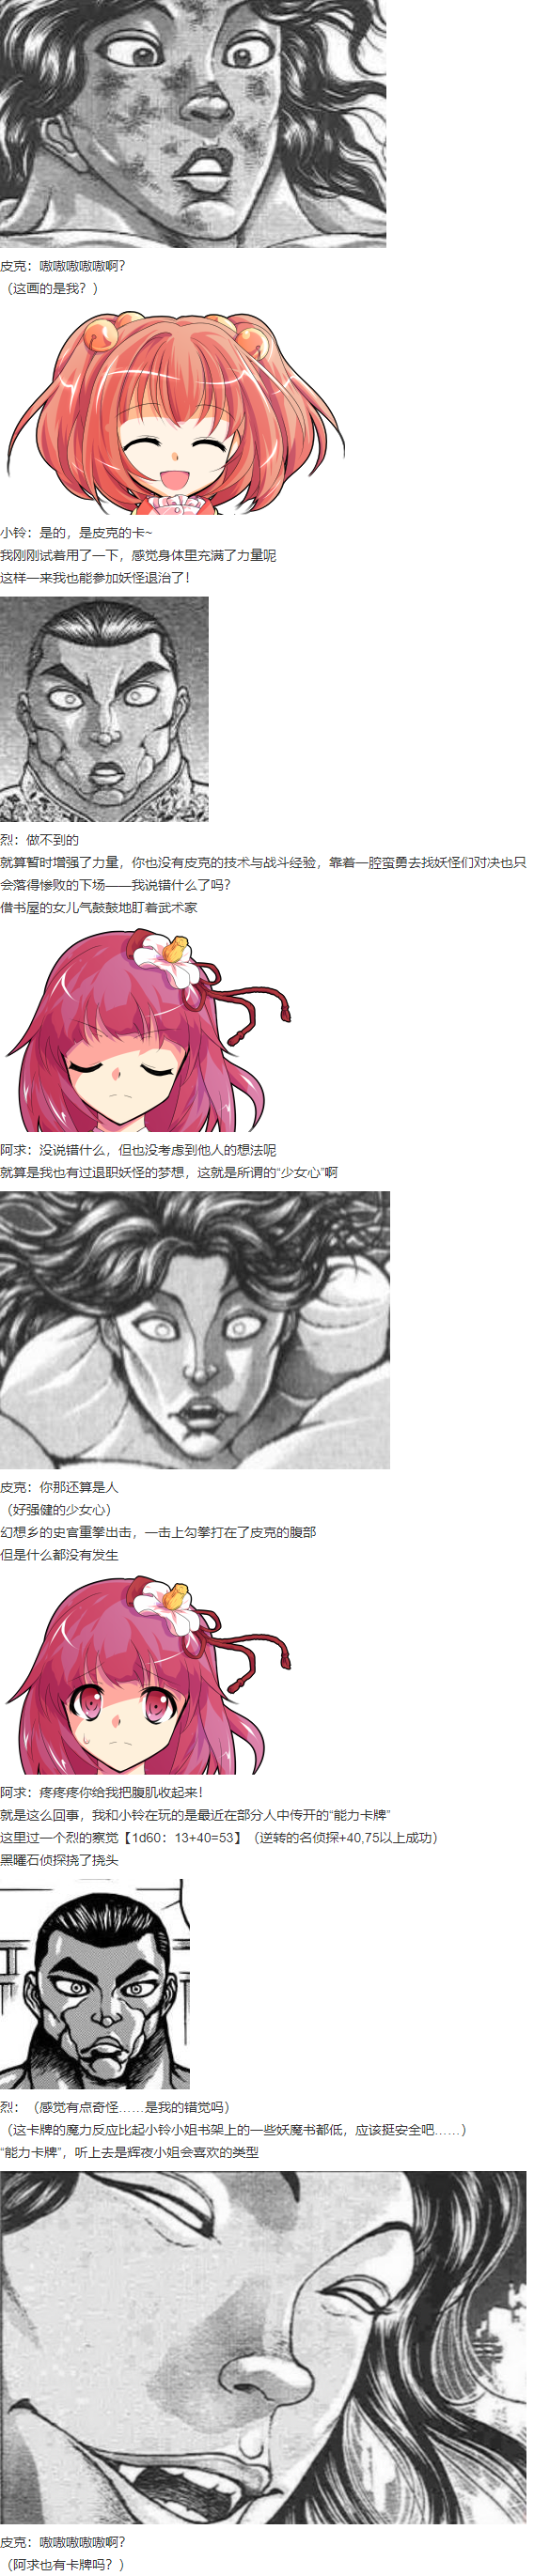 皮克：嗷嗷嗷嗷嗷啊？
（这画的是我？）
小铃：是的，是皮克的卡~
我刚刚试着用了一下，感觉身体里充满了力量呢
这样一来我也能参加妖怪退治了！
烈：做不到的
就算暂时增强了力量，你也没有皮克的技术与战斗经验，靠着一腔蛮勇去找妖怪们对决也只
会落得惨败的下场——我说错什么了吗？
借书屋的女儿气鼓鼓地盯着武术家
阿求：没说错什么，但也没考虑到他人的想法呢
就算是我也有过退职妖怪的梦想，这就是所谓的“少女心”啊
皮克：你那还算是人
（好强健的少女心）
幻想乡的史官重拳出击，一击上勾拳打在了皮克的腹部
但是什么都没有发生
阿求：疼疼疼你给我把腹肌收起来！
就是这么回事，我和小铃在玩的是最近在部分人中传开的“能力卡牌”
这里过一个烈的察觉【1d60：13+40=53】（逆转的名侦探+40,75以上成功）
黑曜石侦探挠了挠头
烈：（感觉有点奇怪……是我的错觉吗）
（这卡牌的魔力反应比起小铃小姐书架上的一些妖魔书都低，应该挺安全吧……）
“能力卡牌”，听上去是辉夜小姐会喜欢的类型
皮克：嗷嗷嗷嗷嗷啊？
（阿求也有卡牌吗？）